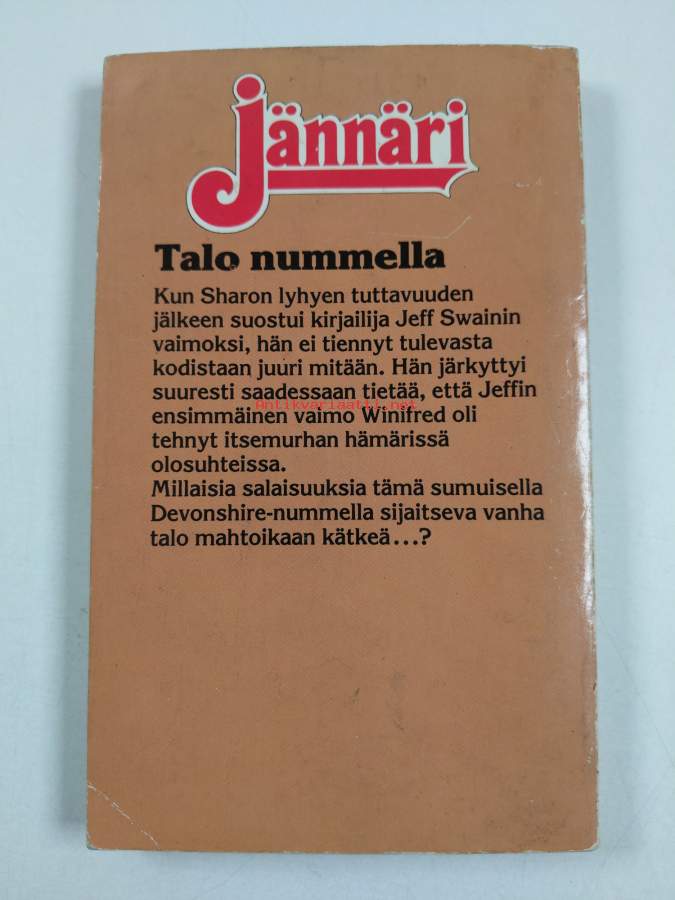 Jännäri
Talo nummella
Kun Sharon lyhyen tuttavuuden
jälkeen suostui kirjailija Jeff Swainin
vaimoksi, hän ei tiennyt tulevasta
kodistaan juuri mitään. Hän järkyttyi
suuresti saadessaan tietää, että Jeffin
Antikvariaatti.net
ensimmäinen vaimo Winifred oli
tehnyt itsemurhan hämärissä
olosuhteissa.
Millaisia salaisuuksia tämä sumuisella
Devonshire-nummella sijaitseva vanha
talo mahtoikaan kätkeä...?